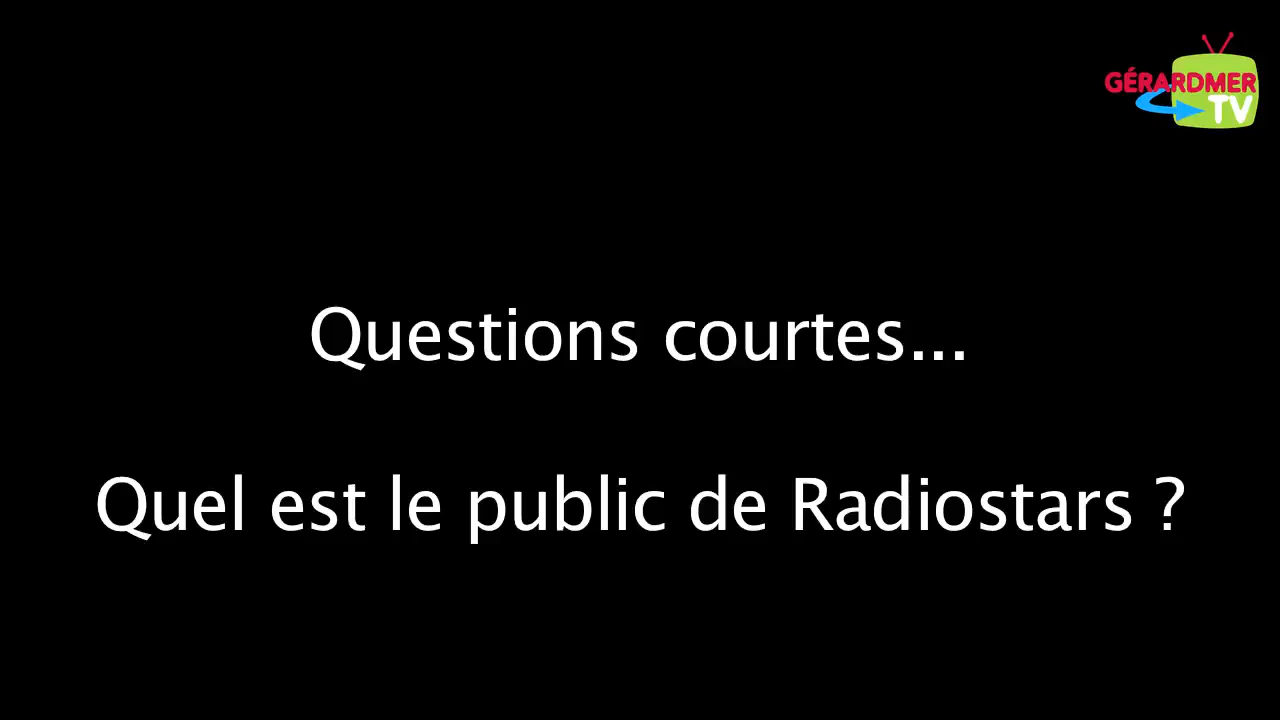 GÉRARDMER
TV
Questions courtes...
Quel est le public de Radiostars ?